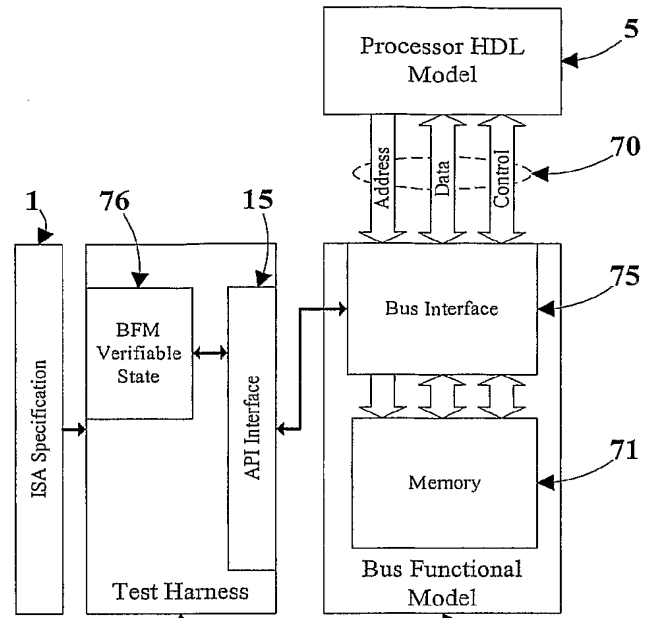 Processor HDL
Model
5
Address
Data
Control
70
1
76
15
ISA Specification
BFM
Verifiable
State
API Interface
Test Harness
Bus Interface
75
Memory
71
Bus Functional
Model